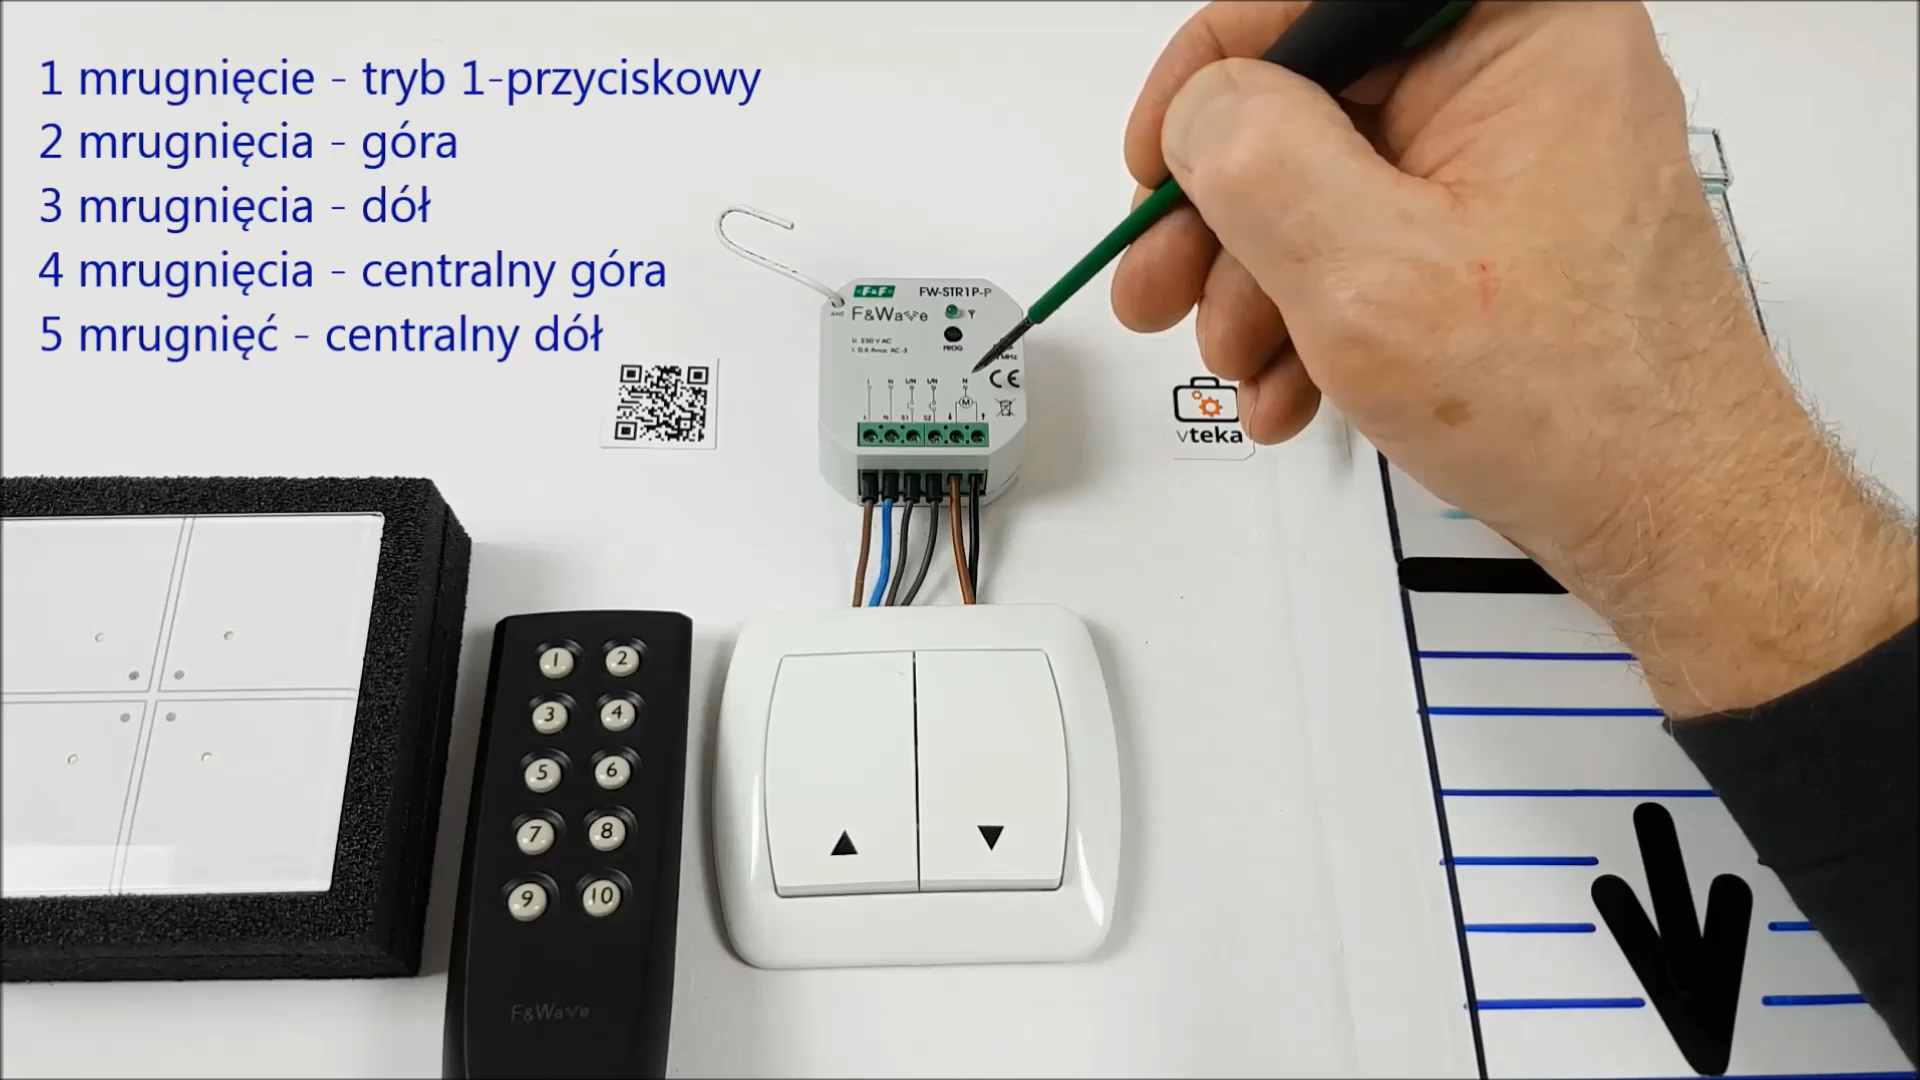 1 mrugnięcie - tryb 1-przyciskowy
2 mrugnięcia - góra
3 mrugnięcia - dół
4 mrugnięcia - centralny góra
5 mrugnięć - centralny dół
F&F
FW-STR1P-P
F&Wave
ANT
PROG
U: 230 V AC
CE
L N L/N L/N N
M
L N S1 S2
vteka
1 2
3 4
5 6
7 8
9 10
F&Wave